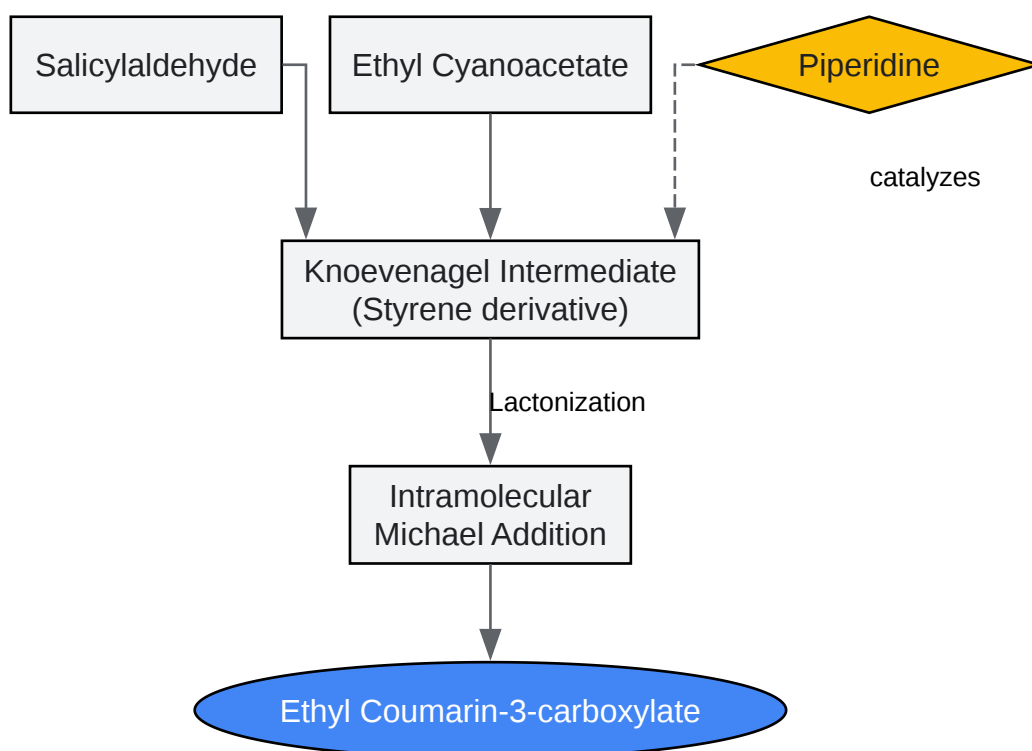 Salicylaldehyde
Ethyl Cyanoacetate
Piperidine
catalyzes
Knoevenagel Intermediate
(Styrene derivative)
Lactonization
Intramolecular
Michael Addition
Ethyl Coumarin-3-carboxylate